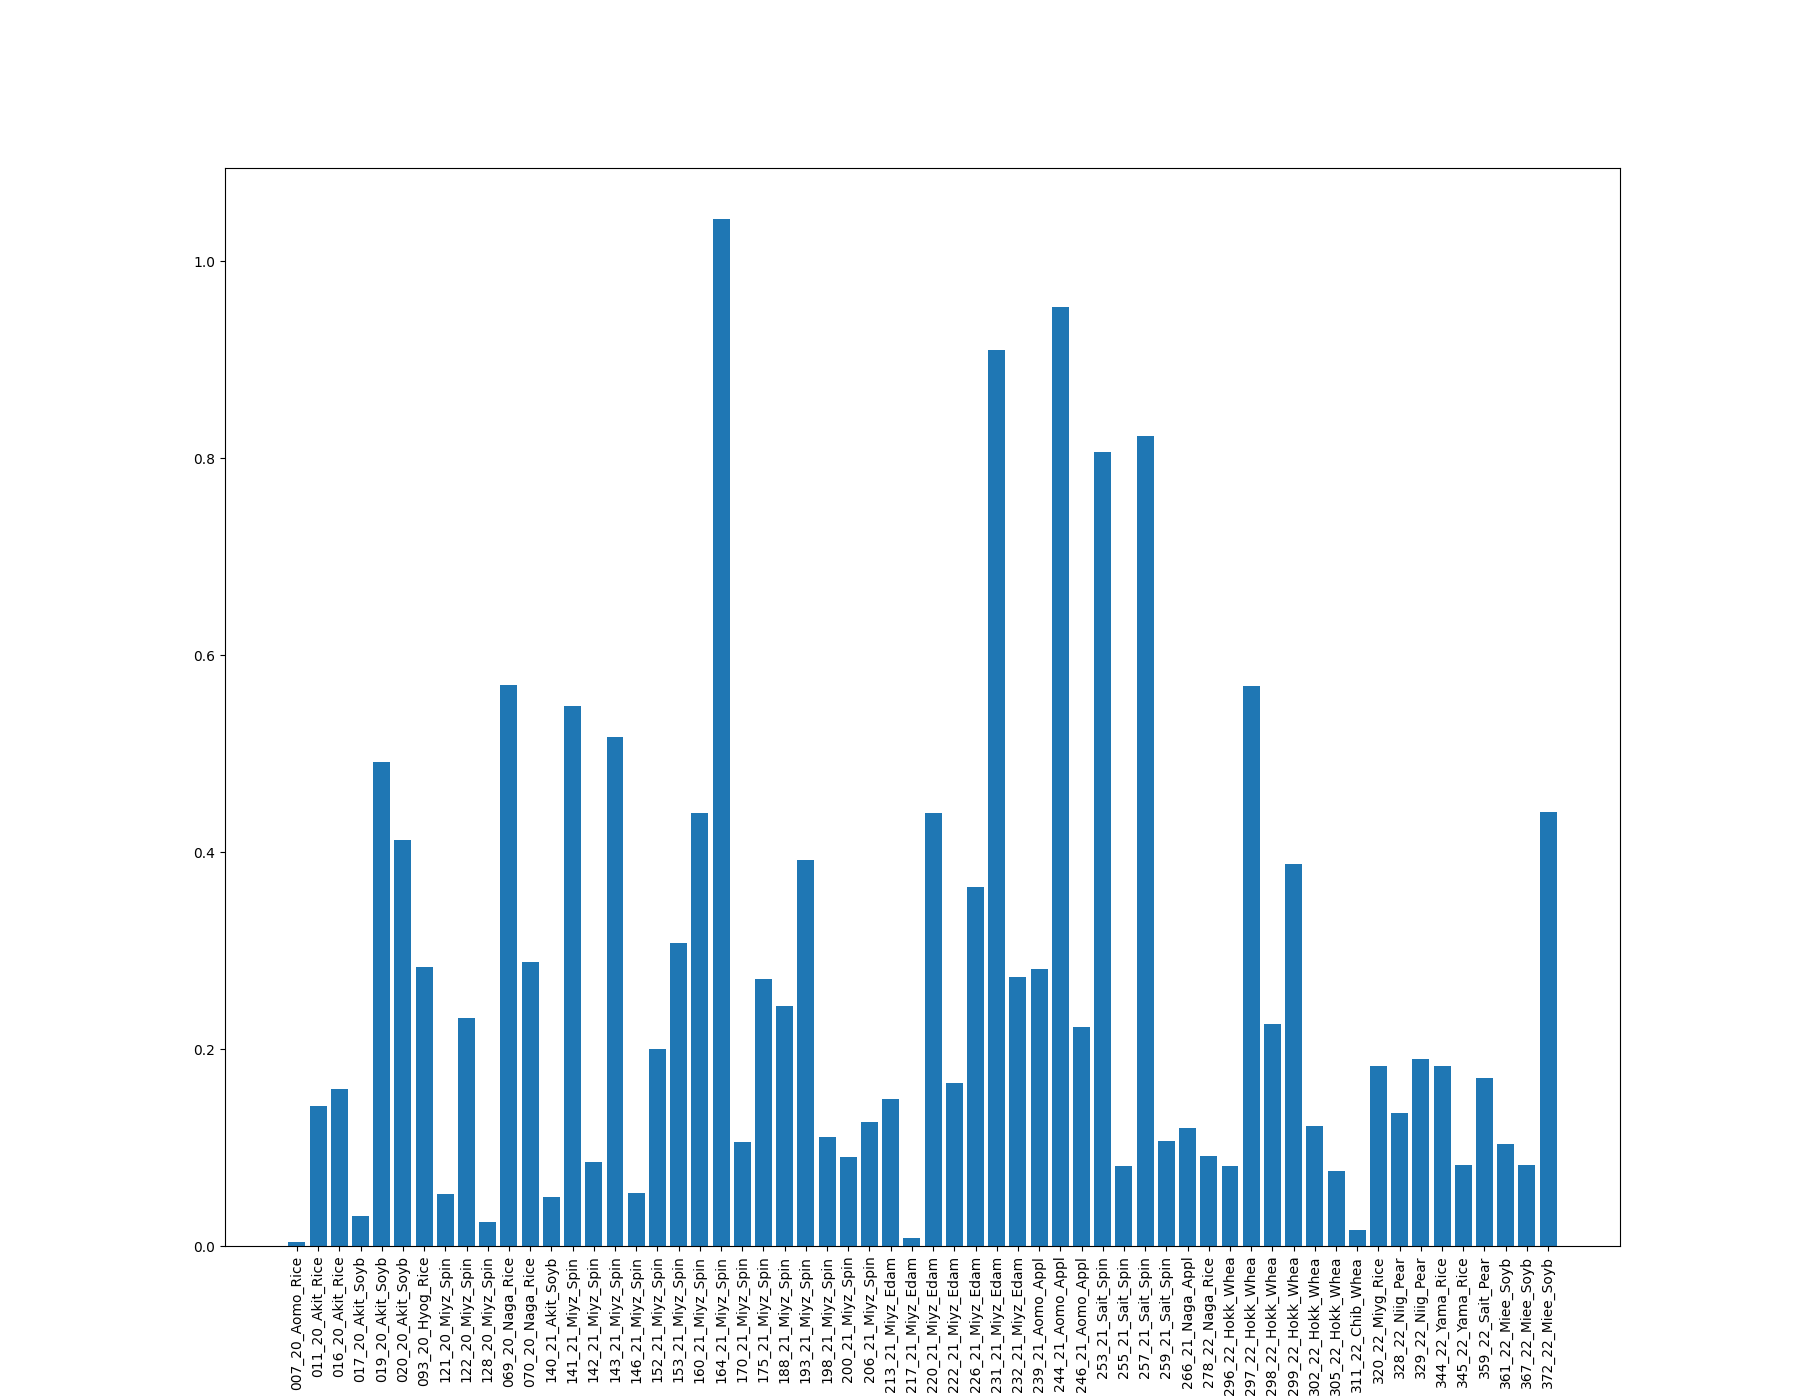 1.0
0.8
0.6
0.4
0.2
0.0
007_20_Aomo_Rice
011_20_Akit_Rice
016_20_Akit_Rice
017_20_Akit_Soyb
019_20_Akit_Soyb
020_20_Akit_Soyb
093_20_Hyog_Rice
121_20_Miyz_Spin
122_20_Miyz_Spin
128_20_Miyz_Spin
069_20_Naga_Rice
070_20_Naga_Rice
140_21_Akit_Soyb
141_21_Miyz_Spin
142_21_Miyz_Spin
143_21_Miyz_Spin
146_21_Miyz_Spin
152_21_Miyz_Spin
153_21_Miyz_Spin
160_21_Miyz_Spin
164_21_Miyz_Spin
170_21_Miyz_Spin
175_21_Miyz_Spin
188_21_Miyz_Spin
193_21_Miyz_Spin
198_21_Miyz_Spin
200_21_Miyz_Spin
206_21_Miyz_Spin
213_21_Miyz_Edam
217_21_Miyz_Edam
220_21_Miyz_Edam
222_21_Miyz_Edam
226_21_Miyz_Edam
231_21_Miyz_Edam
232_21_Miyz_Edam
239_21_Aomo_Appl
244_21_Aomo_Appl
246_21_Aomo_Appl
253_21_Sait_Spin
255_21_Sait_Spin
257_21_Sait_Spin
259_21_Sait_Spin
266_21_Naga_Appl
278_22_Naga_Rice
296_22_Hokk_Whea
297_22_Hokk_Whea
298_22_Hokk_Whea
299_22_Hokk_Whea
302_22_Hokk_Whea
305_22_Hokk_Whea
311_22_Chib_Whea
320_22_Miyg_Rice
328_22_Niig_Pear
329_22_Niig_Pear
344_22_Yama_Rice
345_22_Yama_Rice
359_22_Sait_Pear
361_22_Miee_Soyb
367_22_Miee_Soyb
372_22_Miee_Soyb